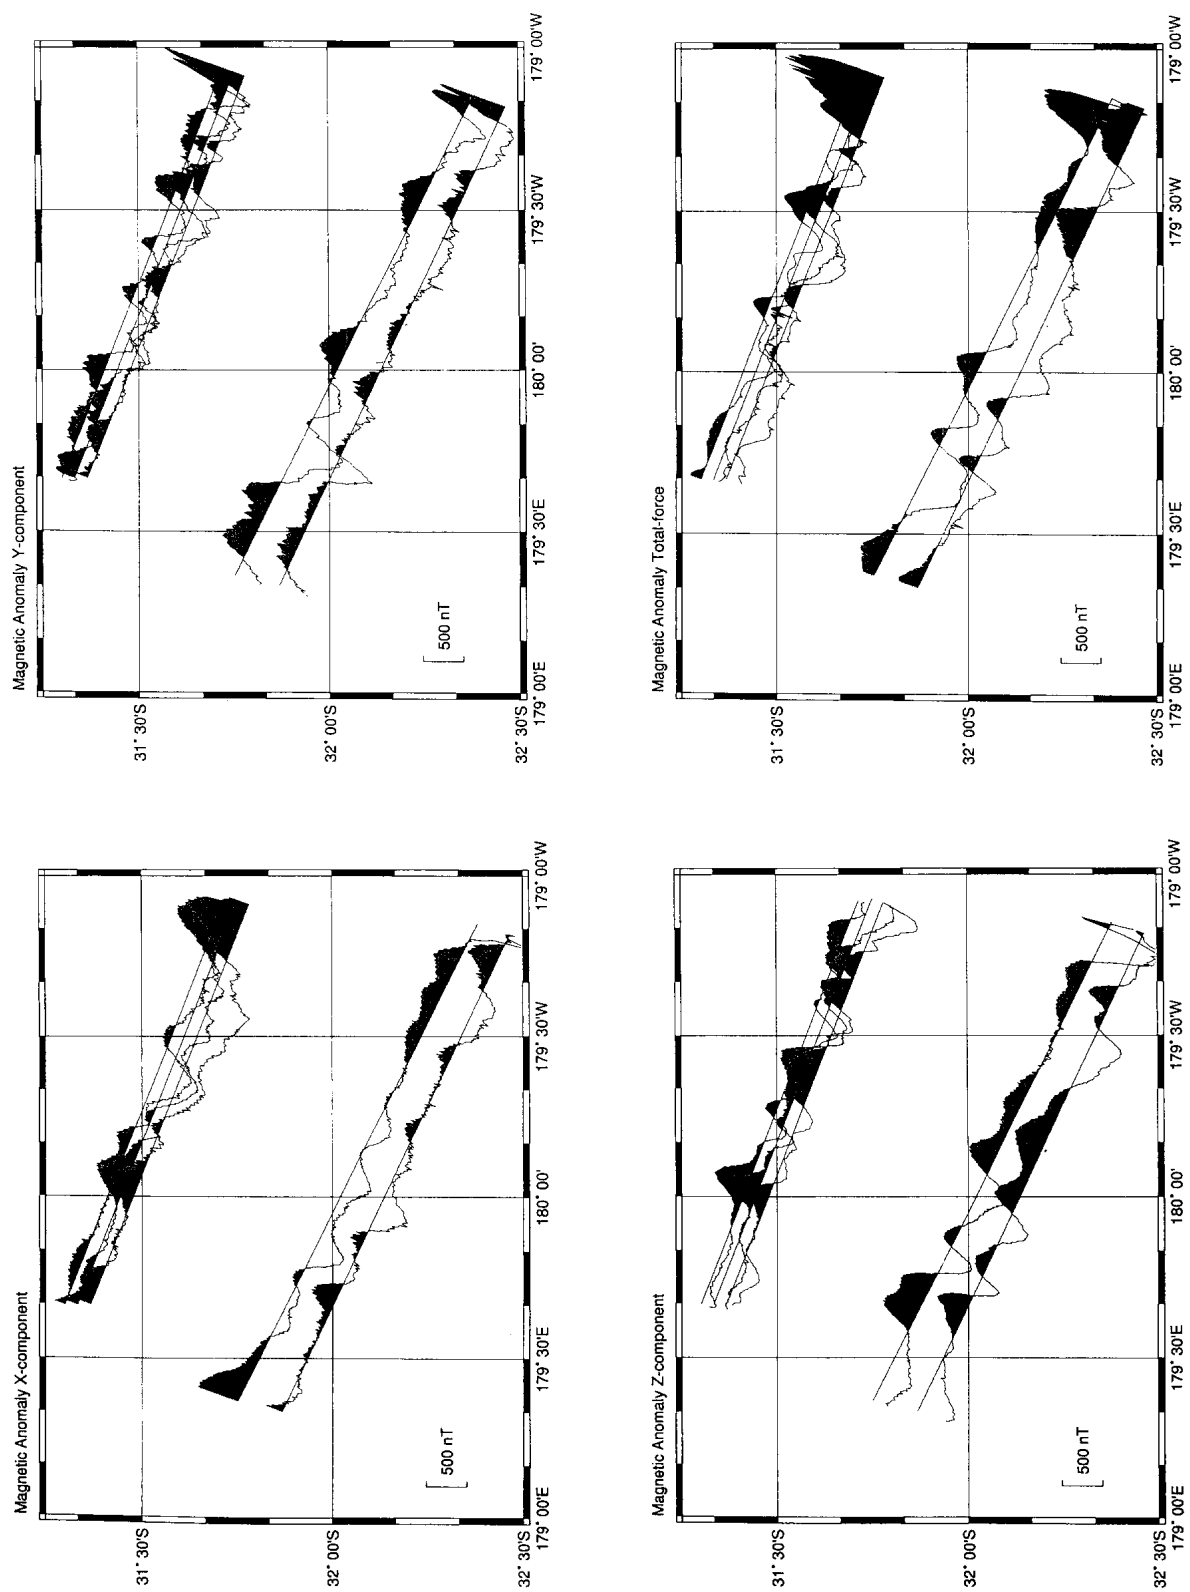 Magnetic Anomaly X-component
31° 30'S
32° 00'S
32° 30'S
179° 00'E
179° 30'E
180° 00'
179° 30'W
179° 00'W
500 nT
Magnetic Anomaly Y-component
31° 30'S
32° 00'S
32° 30'S
179° 00'E
179° 30'E
180° 00'
179° 30'W
179° 00'W
500 nT
Magnetic Anomaly Z-component
31° 30'S
32° 00'S
32° 30'S
179° 00'E
179° 30'E
180° 00'
179° 30'W
179° 00'W
500 nT
Magnetic Anomaly Total-force
31° 30'S
32° 00'S
32° 30'S
179° 00'E
179° 30'E
180° 00'
179° 30'W
179° 00'W
500 nT